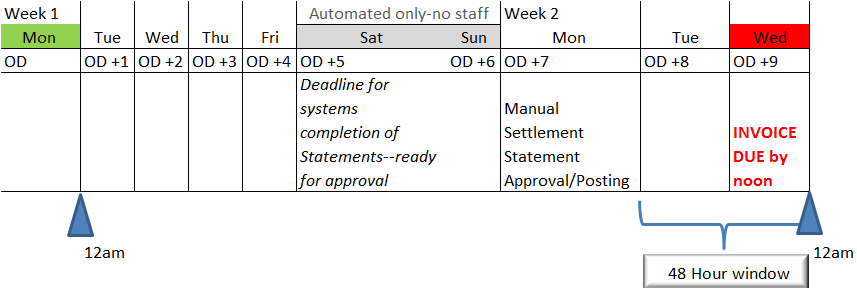 Week 1 Automated only-no staff Week 2
Mon Tue Wed Thu Fri Sat Sun Mon Tue Wed
OD OD +1 OD +2 OD +3 OD +4 OD +5 OD +6 OD +7 OD +8 OD +9
Deadline for
systems
completion of
Statements--ready
for approval
Manual
Settlement
Statement
Approval/Posting
INVOICE
DUE by
noon
12am
12am
48 Hour window